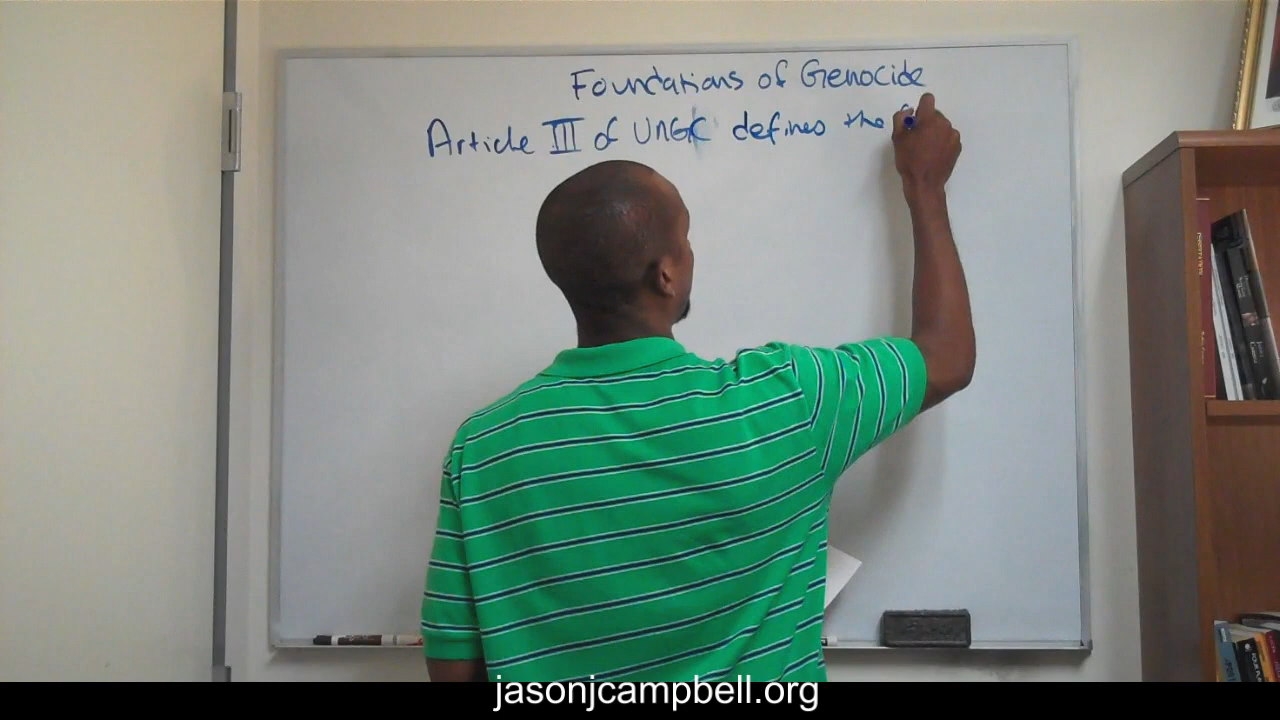 Foundations of Genocide
Article III of UNGC defines the
jasonjcampbell.org